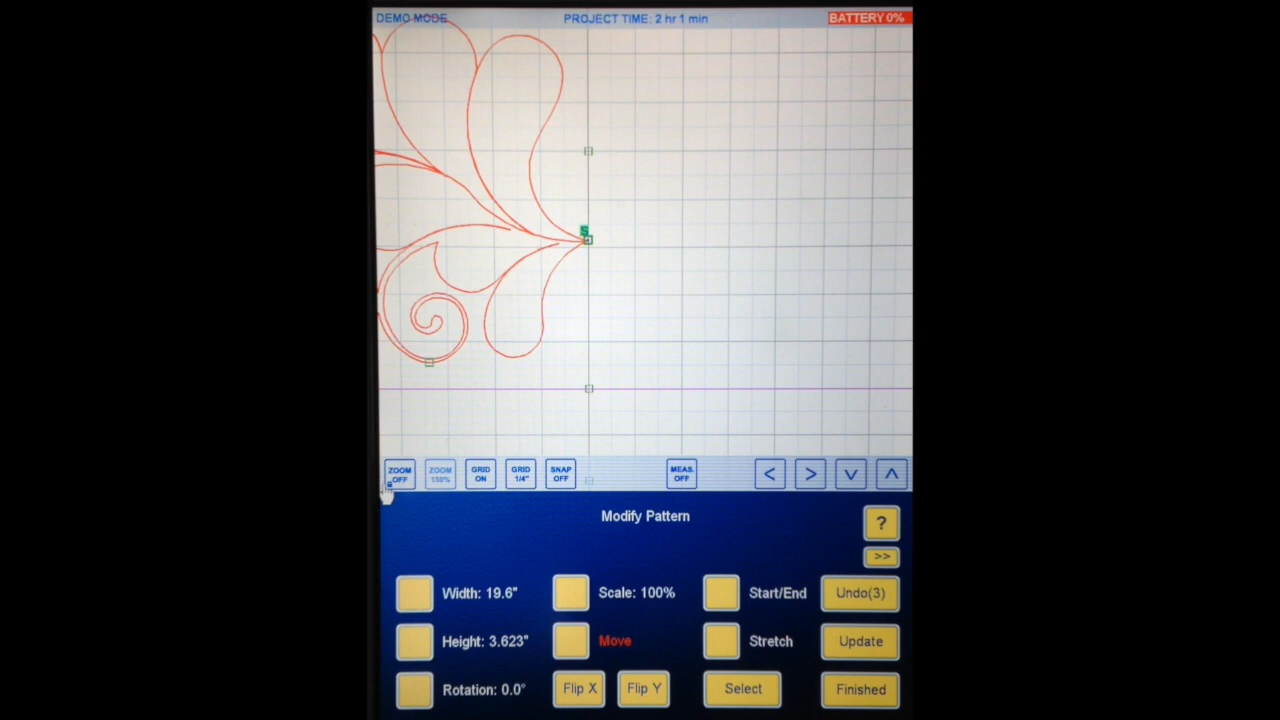 DEMO MODE PROJECT TIME: 2 hr 1 min BATTERY 0%
S
ZOOM OFF ZOOM 150% GRID ON GRID 1/4" SNAP OFF MEAS. OFF < > V ^
Modify Pattern
?
>>
Width: 19.6" Scale: 100% Start/End Undo(3)
Height: 3.623" Move Stretch Update
Rotation: 0.0° Flip X Flip Y Select Finished